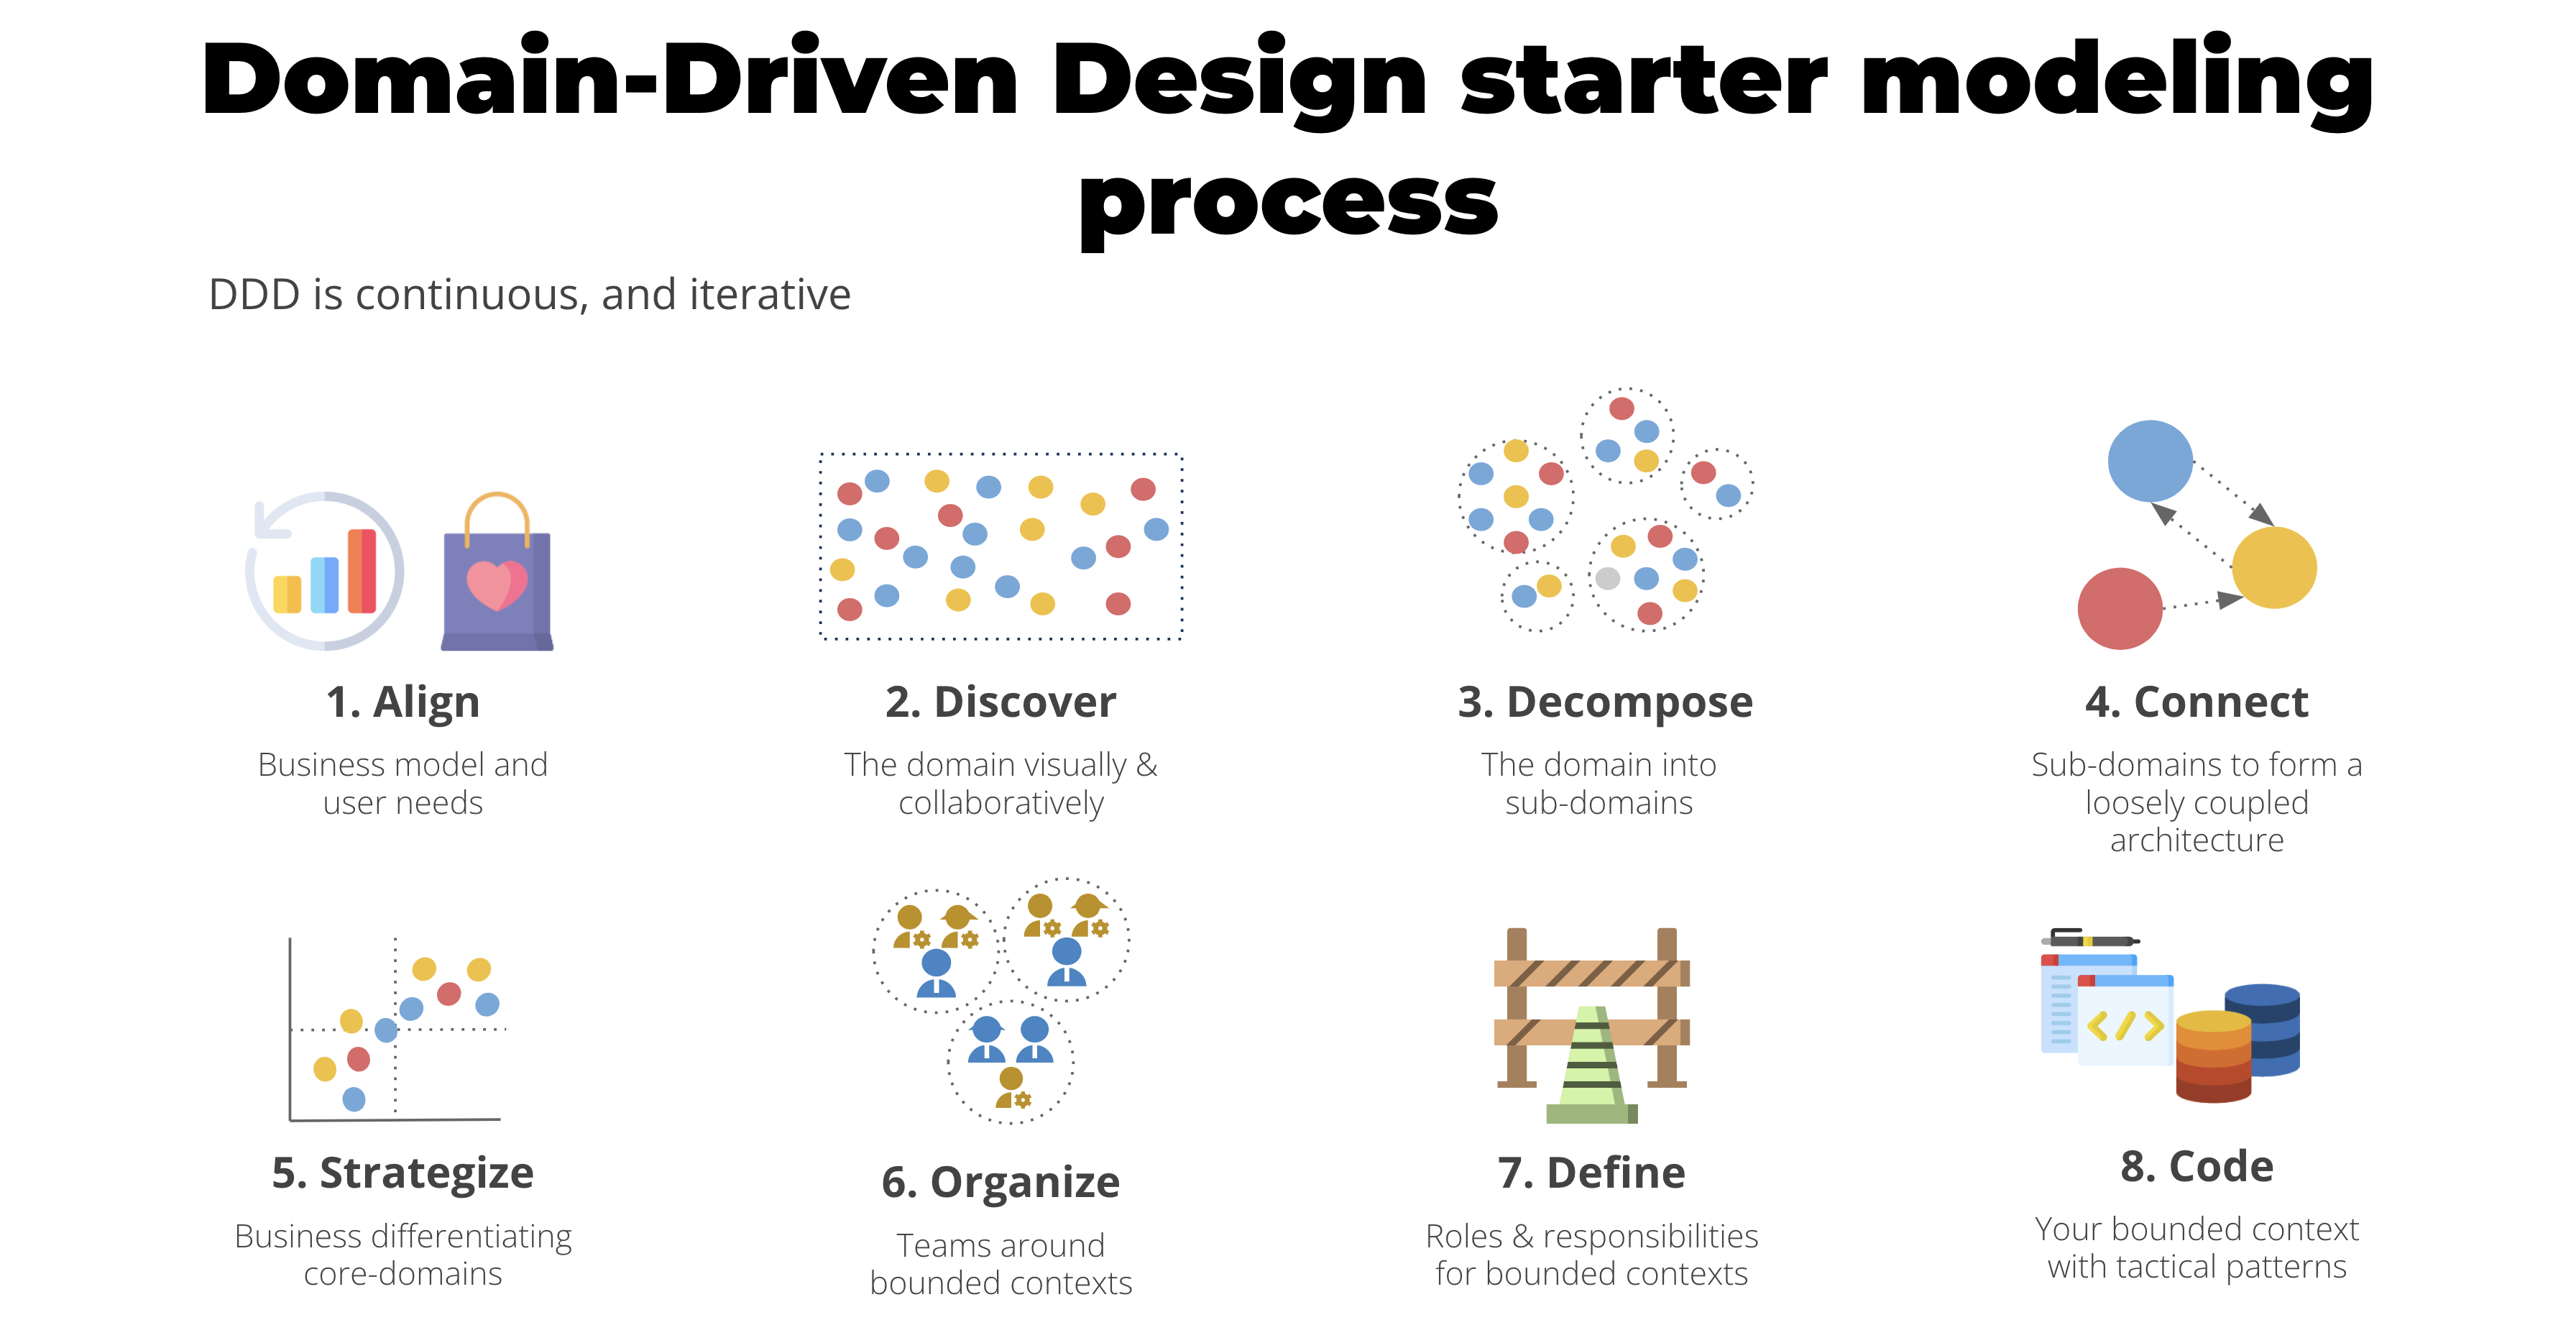 Domain-Driven Design starter modeling
process
DDD is continuous, and iterative
1. Align
Business model and
user needs
2. Discover
The domain visually &
collaboratively
3. Decompose
The domain into
sub-domains
4. Connect
Sub-domains to form a
loosely coupled
architecture
5. Strategize
Business differentiating
core-domains
6. Organize
Teams around
bounded contexts
7. Define
Roles & responsibilities
for bounded contexts
</>
8. Code
Your bounded context
with tactical patterns